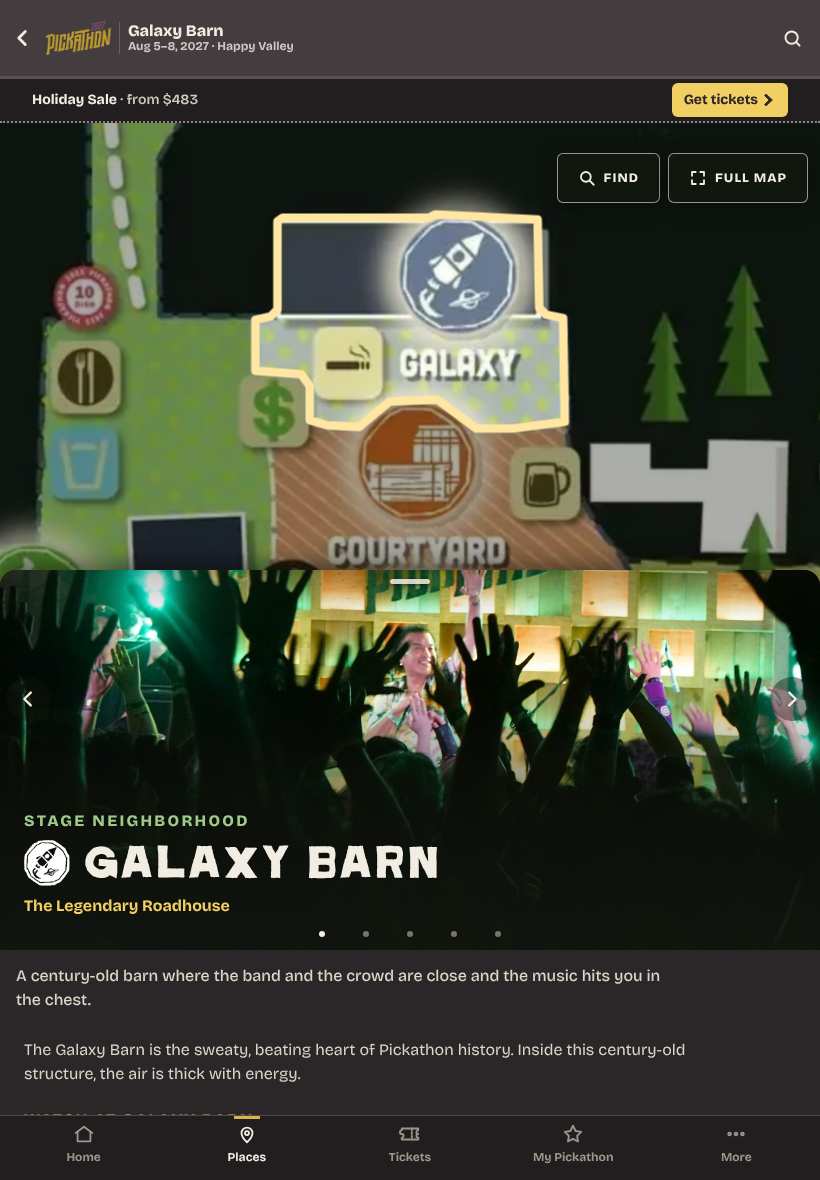 PICKATHON
Galaxy Barn
Aug 5–8, 2027 · Happy Valley
Holiday Sale · from $483
Get tickets
FIND
FULL MAP
10
$
GALAXY
COURTYARD
STAGE NEIGHBORHOOD
GALAXY BARN
The Legendary Roadhouse
A century-old barn where the band and the crowd are close and the music hits you in
the chest.
The Galaxy Barn is the sweaty, beating heart of Pickathon history. Inside this century-old
structure, the air is thick with energy.
Home
Places
Tickets
My Pickathon
More